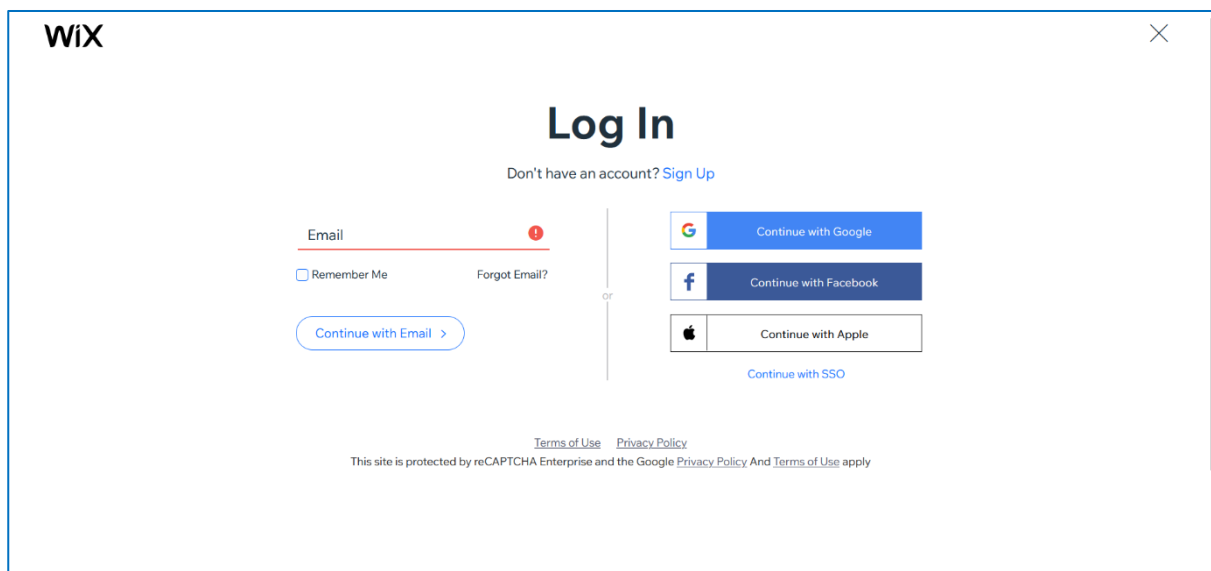 WiX
Log In
Don't have an account? Sign Up
Email
Remember Me
Forgot Email?
Continue with Email >
or
G
Continue with Google
f
Continue with Facebook
Continue with Apple
Continue with SSO
Terms of Use Privacy Policy
This site is protected by reCAPTCHA Enterprise and the Google Privacy Policy And Terms of Use apply